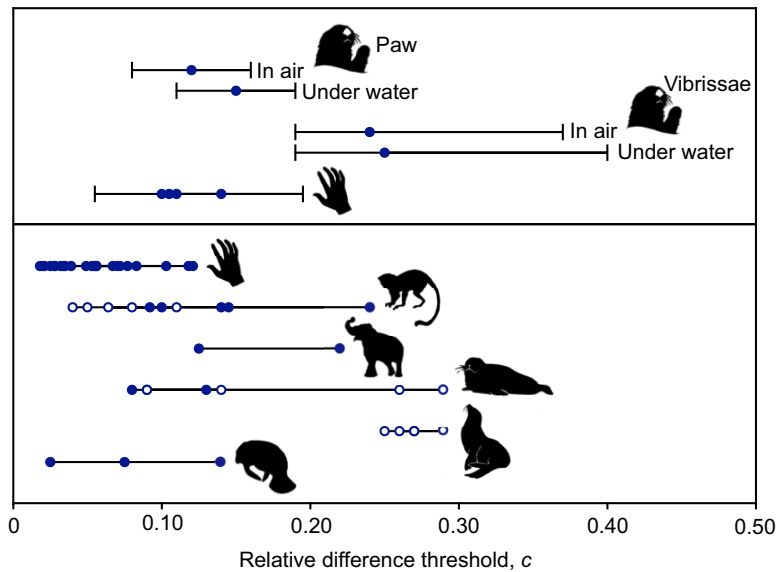 Paw
In air
Under water
Vibrissae
In air
Under water
0 0.10 0.20 0.30 0.40 0.50
Relative difference threshold, c